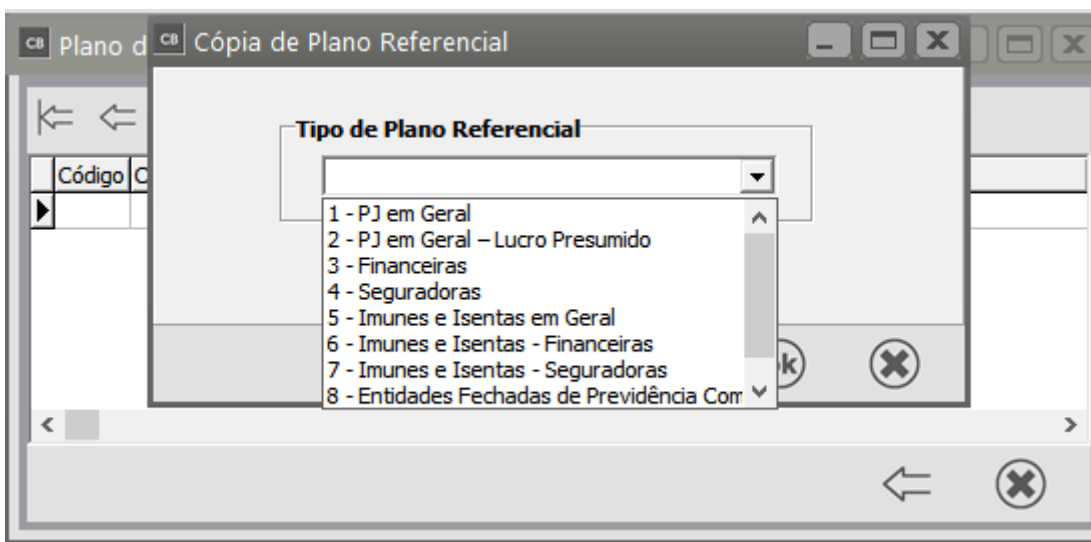 CB Plano d
CB Cópia de Plano Referencial
Tipo de Plano Referencial
Código
1 - PJ em Geral
2 - PJ em Geral – Lucro Presumido
3 - Financeiras
4 - Seguradoras
5 - Imunes e Isentas em Geral
6 - Imunes e Isentas - Financeiras
7 - Imunes e Isentas - Seguradoras
8 - Entidades Fechadas de Previdência Com